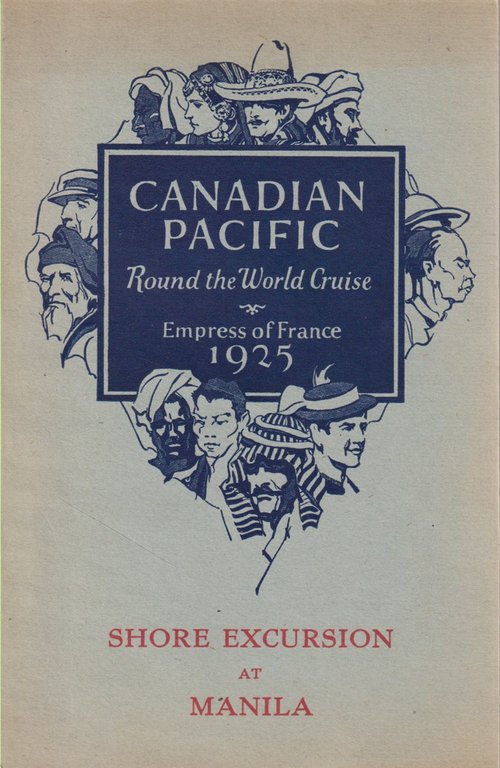 CANADIAN
PACIFIC
Round the World Cruise
Empress of France
1925
SHORE EXCURSION
AT
MANILA